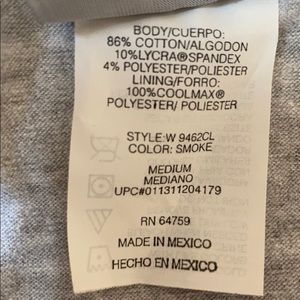 BODY/CUERPO:
86% COTTON/ALGODON
10%LYCRA®SPANDEX
4% POLYESTER/POLIESTER
LINING/FORRO:
100%COOLMAX®
POLYESTER/ POLIESTER
STYLE: W 9462CL
COLOR: SMOKE
MEDIUM
MEDIANO
UPC#011311204179
RN 64759
MADE IN MEXICO
HECHO EN MEXICO